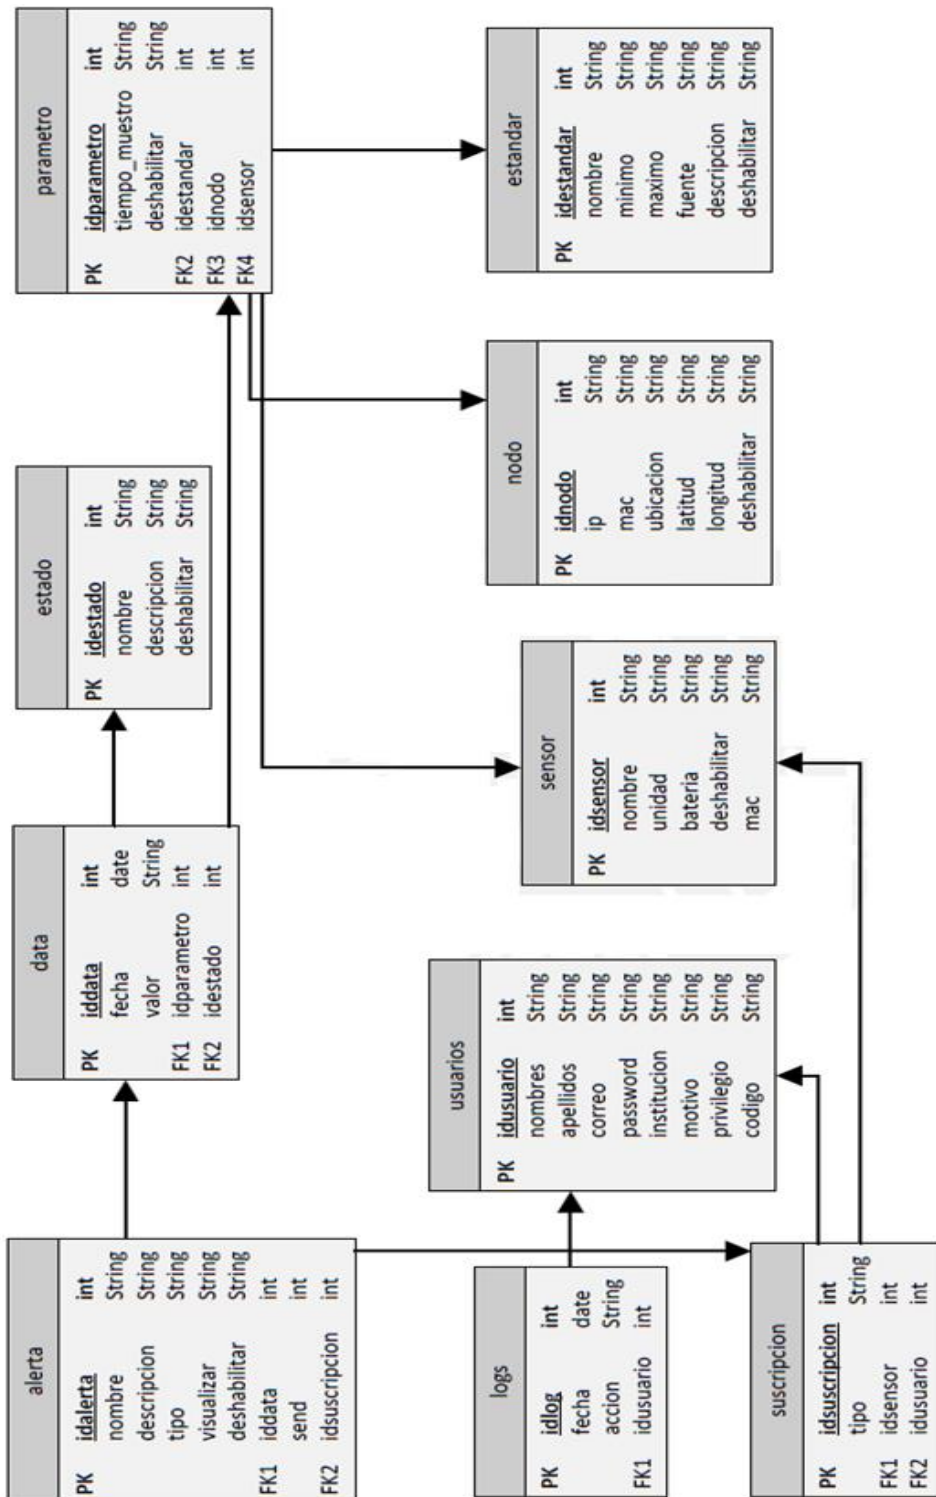 alerta
PK idalerta int
nombre String
descripcion String
tipo String
visualizar String
deshabilitar String
FK1 iddata int
send int
FK2 idsuscripcion int
data
PK iddata int
fecha date
valor String
FK1 idparametro int
FK2 idestado int
estado
PK idestado int
nombre String
descripcion String
deshabilitar String
parametro
PK idparametro int
tiempo_muestro String
deshabilitar String
FK2 idestandar int
FK3 idnodo int
FK4 idsensor int
logs
PK idlog int
fecha date
accion String
FK1 idusuario int
usuarios
PK idusuario int
nombres String
apellidos String
correo String
password String
institucion String
motivo String
privilegio String
codigo String
sensor
PK idsensor int
nombre String
unidad String
bateria String
deshabilitar String
mac String
nodo
PK idnodo int
ip String
mac String
ubicacion String
latitud String
longitud String
deshabilitar String
estandar
PK idestandar int
nombre String
minimo String
maximo String
fuente String
descripcion String
deshabilitar String
suscripcion
PK idsuscripcion int
tipo String
FK1 idsensor int
FK2 idusuario int